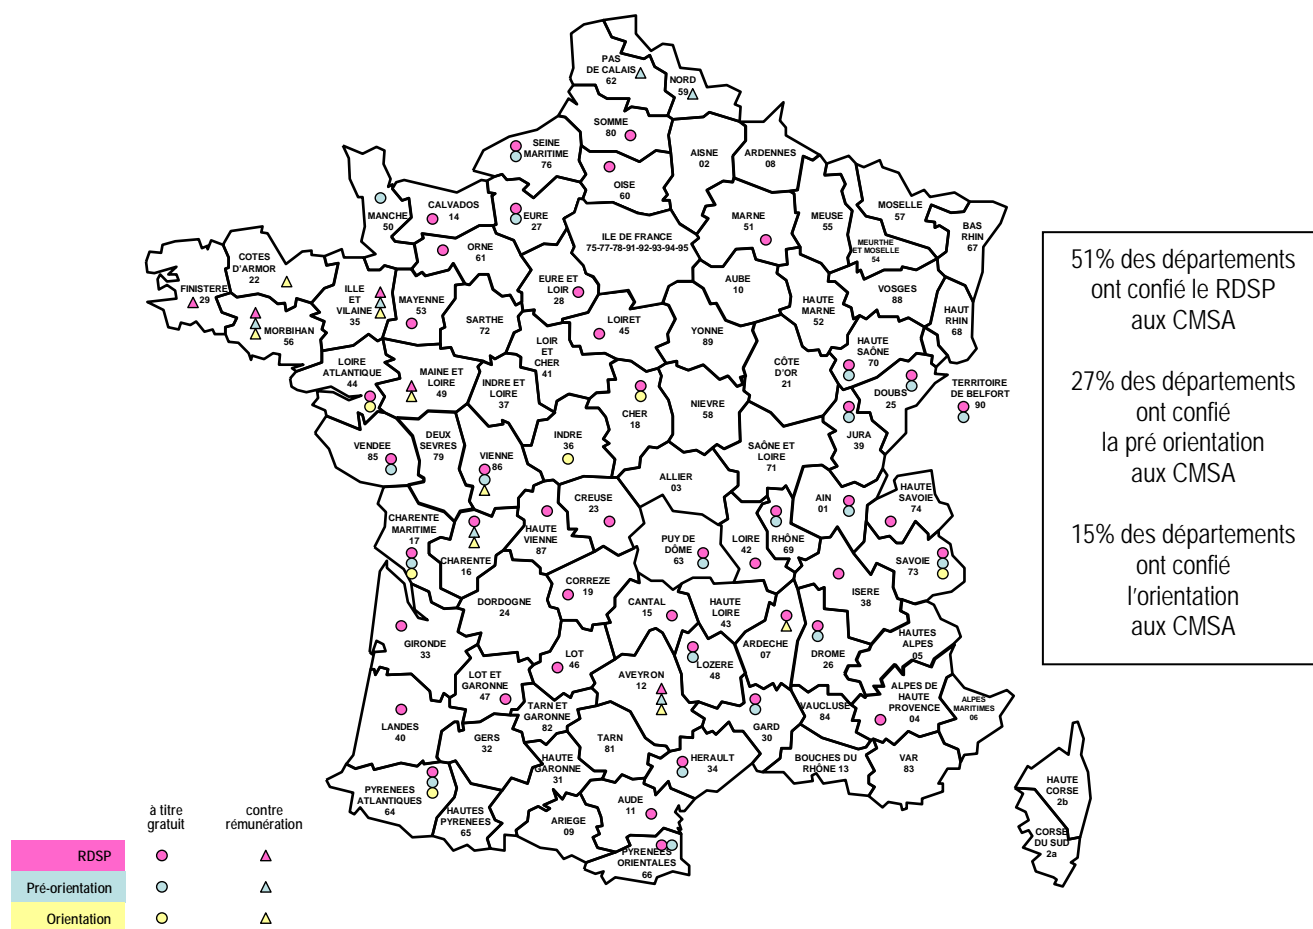 PAS
DE CALAIS
62
NORD
59
SOMME
80
SEINE
MARITIME
76
AISNE
02
ARDENNES
08
OISE
60
MANCHE
50
CALVADOS
14
EURE
27
ILE DE FRANCE
75-77-78-91-92-93-94-95
MARNE
51
MEUSE
55
MOSELLE
57
MEURTHE
ET MOSELLE
54
BAS
RHIN
67
ORNE
61
COTES
D'ARMOR
22
FINISTERE
29
ILLE
ET
VILAINE
35
MAYENNE
53
EURE ET
LOIR
28
AUBE
10
HAUTE
MARNE
52
VOSGES
88
HAUT
RHIN
68
MORBIHAN
56
SARTHE
72
LOIRET
45
YONNE
89
LOIR
ET
CHER
41
HAUTE
SAÔNE
70
LOIRE
ATLANTIQUE
44
MAINE ET
LOIRE
49
INDRE ET
LOIRE
37
CHER
18
NIEVRE
58
CÔTE
D'OR
21
DOUBS
25
TERRITOIRE
DE BELFORT
90
VENDEE
85
DEUX
SEVRES
79
VIENNE
86
INDRE
36
SAÔNE ET
LOIRE
71
JURA
39
ALLIER
03
CHARENTE
MARITIME
17
CHARENTE
16
HAUTE
VIENNE
87
CREUSE
23
PUY DE
DÔME
63
LOIRE
42
RHÔNE
69
AIN
01
HAUTE
SAVOIE
74
SAVOIE
73
CORREZE
19
DORDOGNE
24
CANTAL
15
HAUTE
LOIRE
43
ARDECHE
07
ISERE
38
DROME
26
HAUTES
ALPES
05
GIRONDE
33
LOT
46
LOT ET
GARONNE
47
AVEYRON
12
LOZERE
48
ALPES DE
HAUTE
PROVENCE
04
ALPES
MARITIMES
06
LANDES
40
TARN ET
GARONNE
82
GERS
32
TARN
81
GARD
30
VAUCLUSE
84
HAUTE
GARONNE
31
HERAULT
34
BOUCHES DU
RHÔNE 13
VAR
83
PYRENEES
ATLANTIQUES
64
HAUTES
PYRENEES
65
ARIEGE
09
AUDE
11
PYRENEES
ORIENTALES
66
HAUTE
CORSE
2b
CORSE
DU SUD
2a
51% des départements
ont confié le RDSP
aux CMSA
27% des départements
ont confié
la pré orientation
aux CMSA
15% des départements
ont confié
l'orientation
aux CMSA
à titre
gratuit
contre
rémunération
RDSP
Pré-orientation
Orientation